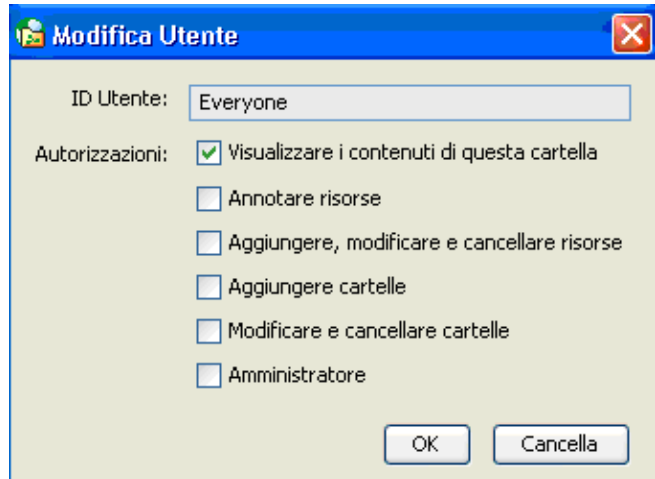 Modifica Utente
ID Utente: Everyone
Autorizzazioni: Visualizzare i contenuti di questa cartella
Annotare risorse
Aggiungere, modificare e cancellare risorse
Aggiungere cartelle
Modificare e cancellare cartelle
Amministratore
OK Cancella